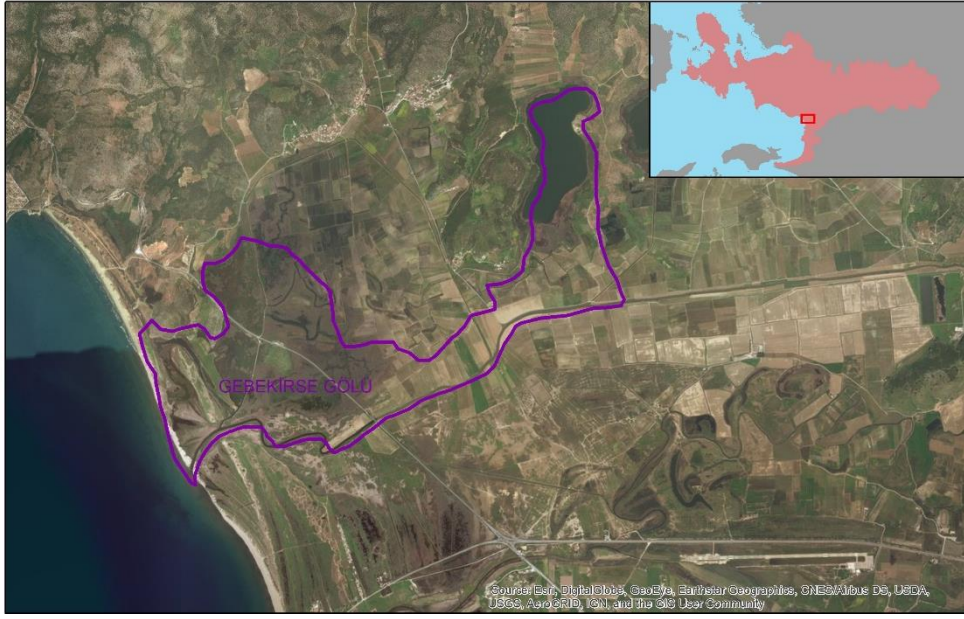 GEBEKİRSE GÖLÜ
Source: Esri, DigitalGlobe, GeoEye, Earthstar Geographics, CNES/Airbus DS, USDA,
USGS, AeroGRID, IGN, and the GIS User Community